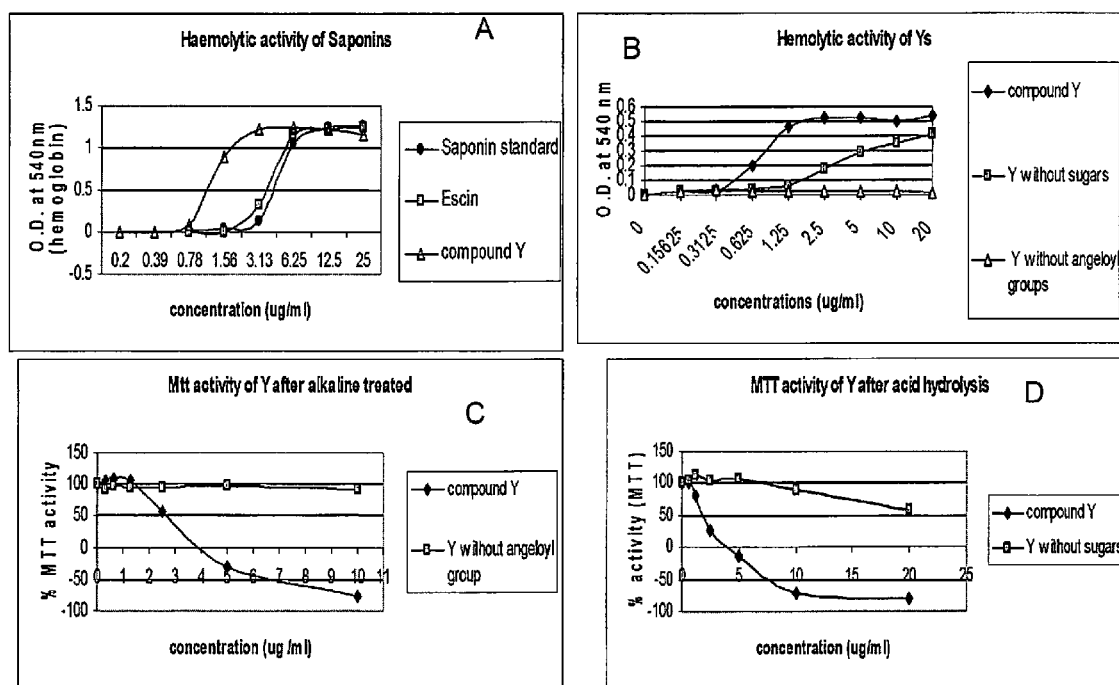 Haemolytic activity of Saponins
A
O.D. at 540nm
(hemoglobin)
1.5
1
0.5
0
-0.5
0.2 0.39 0.78 1.56 3.13 6.25 12.5 25
concentration (ug/ml)
Saponin standard
Escin
compound Y
B
Hemolytic activity of Ys
O.D. at 540 nm
0.6
0.5
0.4
0.3
0.2
0.1
0
0 0.15625 0.3125 0.625 1.25 2.5 5 10 20
concentrations (ug/ml)
compound Y
Y without sugars
Y without angeloyl
groups
Mtt activity of Y after alkaline treated
C
% MTT activity
150
100
50
0
-50
-100
0 1 2 3 4 5 6 7 8 9 10 11
concentration (ug /ml)
compound Y
Y without angeloyl
group
MTT activity of Y after acid hydrolysis
D
% activity (MTT)
150
100
50
0
-50
-100
0 5 10 15 20 25
concentration (ug/ml)
compound Y
Y without sugars